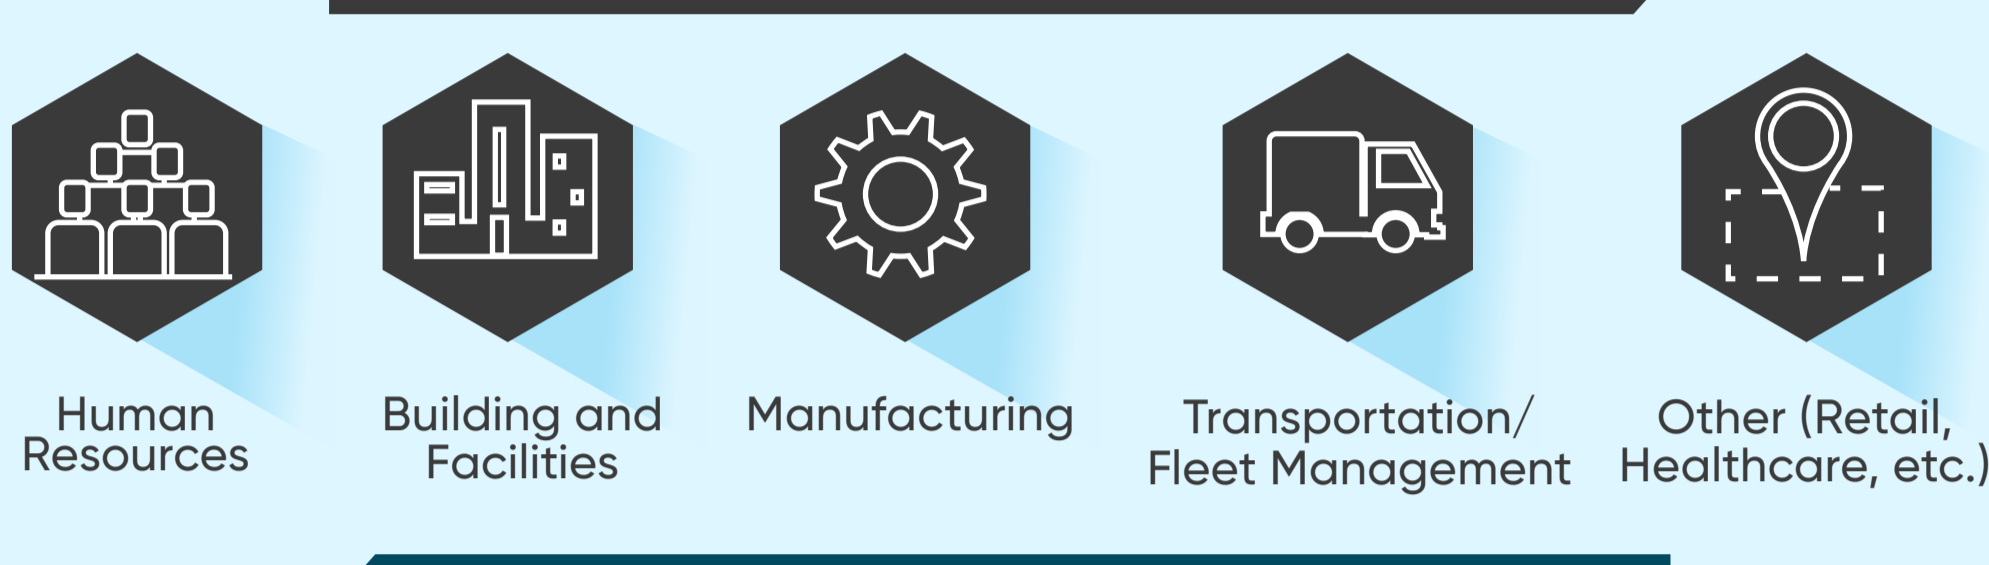 Human
Resources
Building and
Facilities
Manufacturing
Transportation/
Fleet Management
Other (Retail,
Healthcare, etc.)